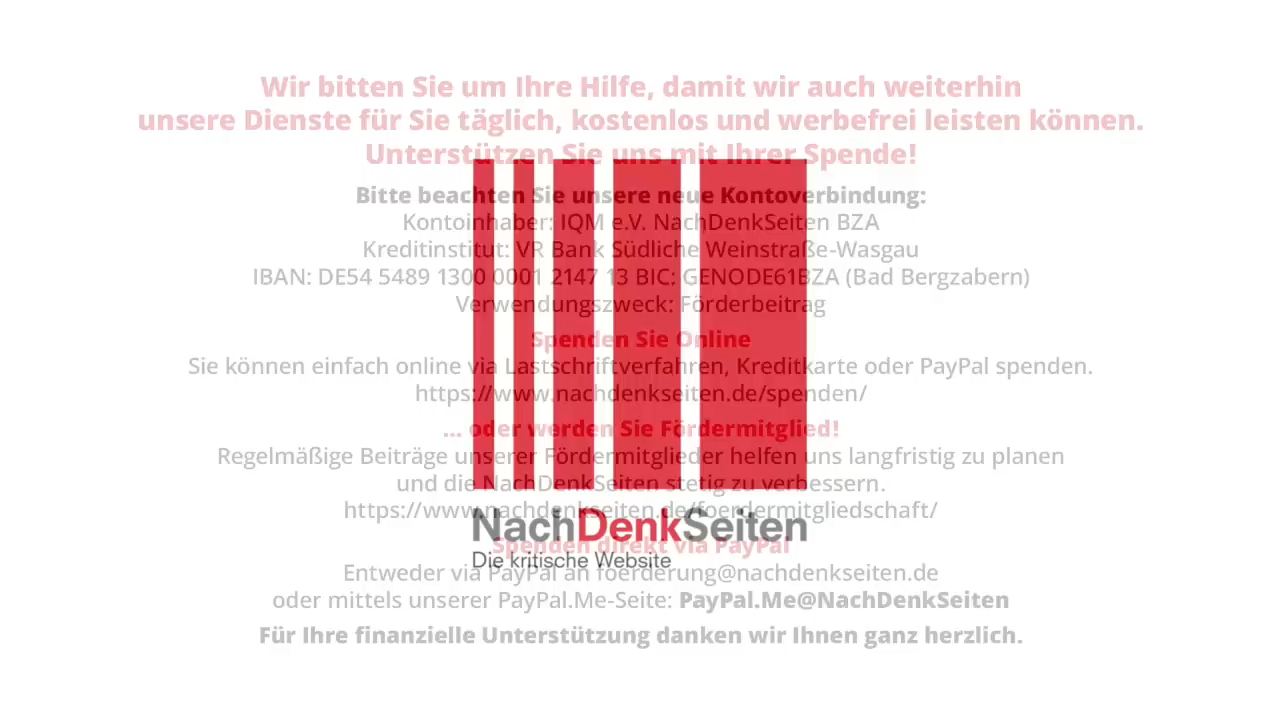 Wir bitten Sie um Ihre Hilfe, damit wir auch weiterhin
unsere Dienste für Sie täglich, kostenlos und werbefrei leisten können.
Unterstützen Sie uns mit Ihrer Spende!
Bitte beachten Sie unsere neue Kontoverbindung:
Kontoinhaber: IQM e.V. NachDenkSeiten BZA
Kreditinstitut: VR Bank Südliche Weinstraße-Wasgau
IBAN: DE54 5489 1300 0001 2147 13 BIC: GENODE61BZA (Bad Bergzabern)
Verwendungszweck: Förderbeitrag
Spenden Sie Online
Sie können einfach online via Lastschriftverfahren, Kreditkarte oder PayPal spenden.
https://www.nachdenkseiten.de/spenden/
... oder werden Sie Fördermitglied!
Regelmäßige Beiträge unserer Fördermitglieder helfen uns langfristig zu planen
und die NachDenkSeiten stetig zu verbessern.
https://www.nachdenkseiten.de/foerdermitgliedschaft/
NachDenkSeiten
Spenden direkt via PayPal
Die kritische Website
Entweder via PayPal an foerderung@nachdenkseiten.de
oder mittels unserer PayPal.Me-Seite: PayPal.Me@NachDenkSeiten
Für Ihre finanzielle Unterstützung danken wir Ihnen ganz herzlich.